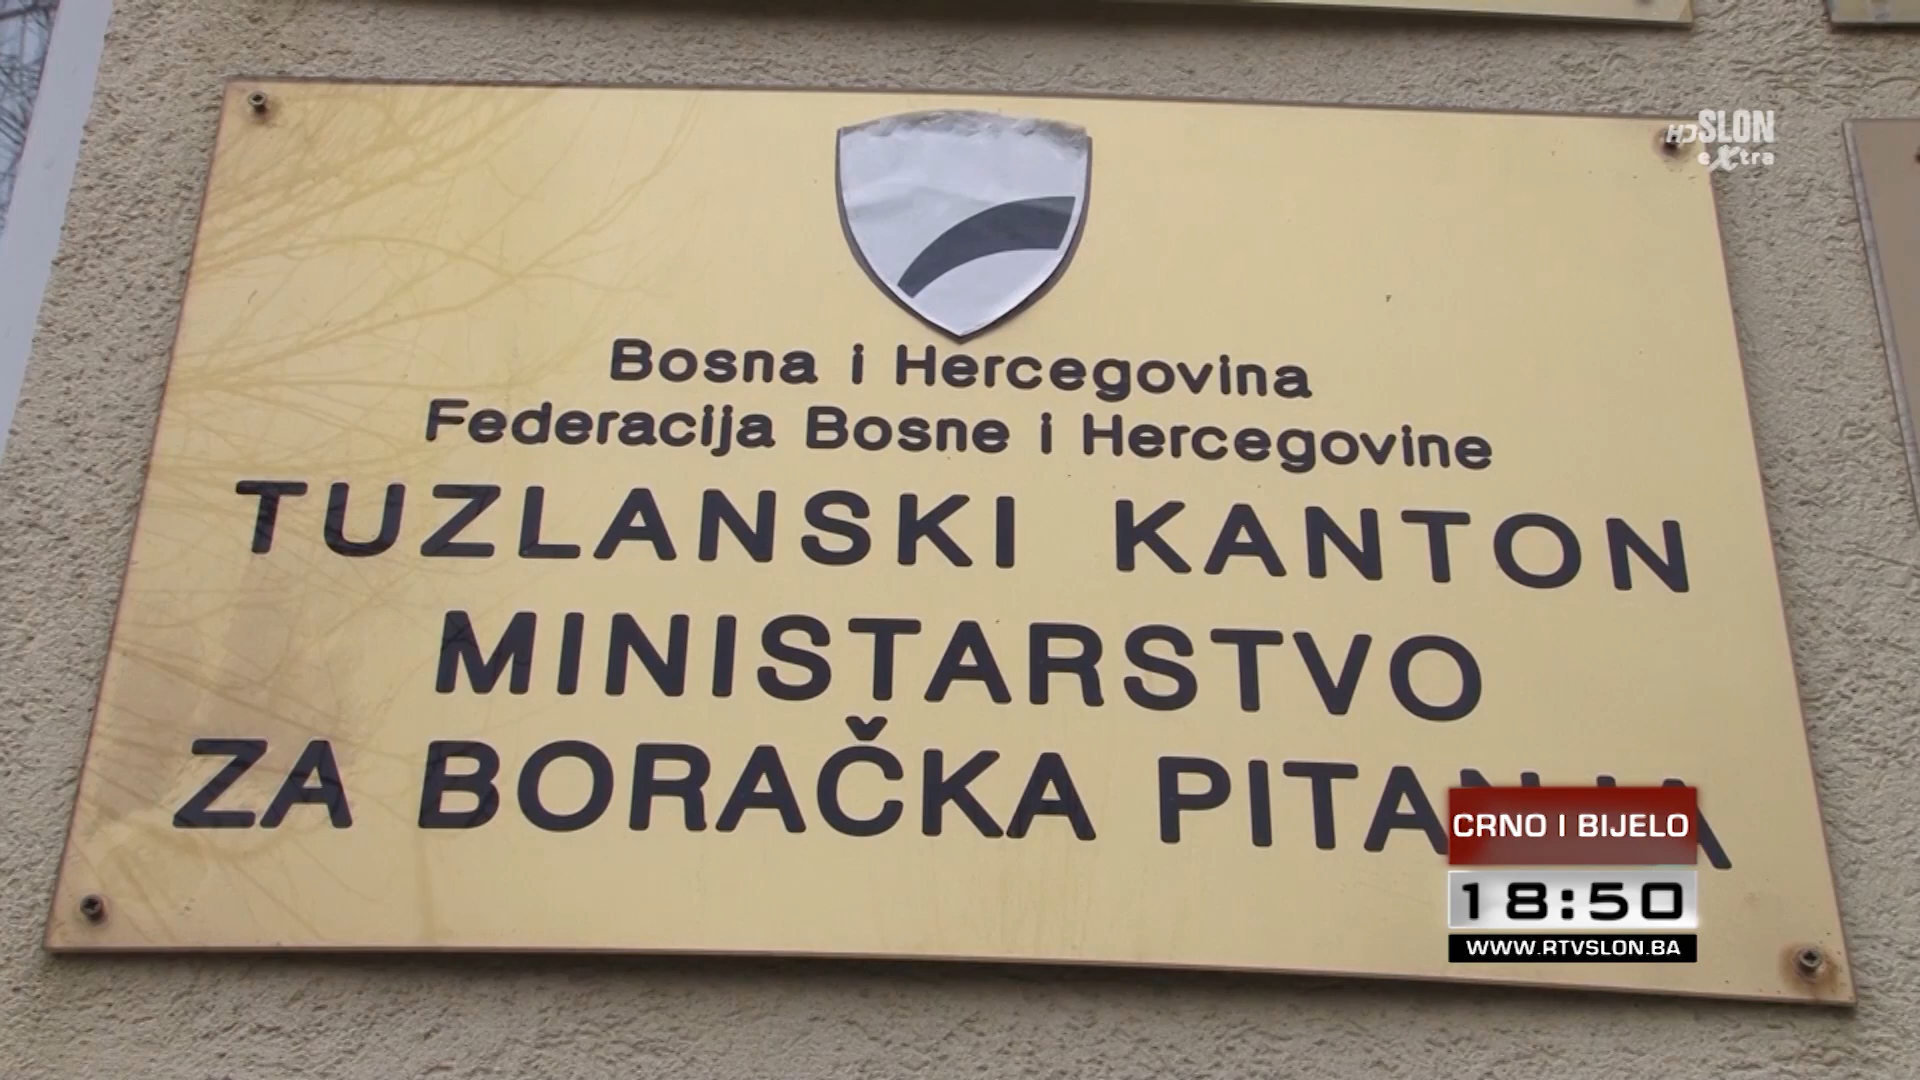 HD SLON
eXtra
Bosna i Hercegovina
Federacija Bosne i Hercegovine
TUZLANSKI KANTON
MINISTARSTVO
ZA BORAČKA PITANJA
CRNO I BIJELO
18:50
WWW.RTVSLON.BA